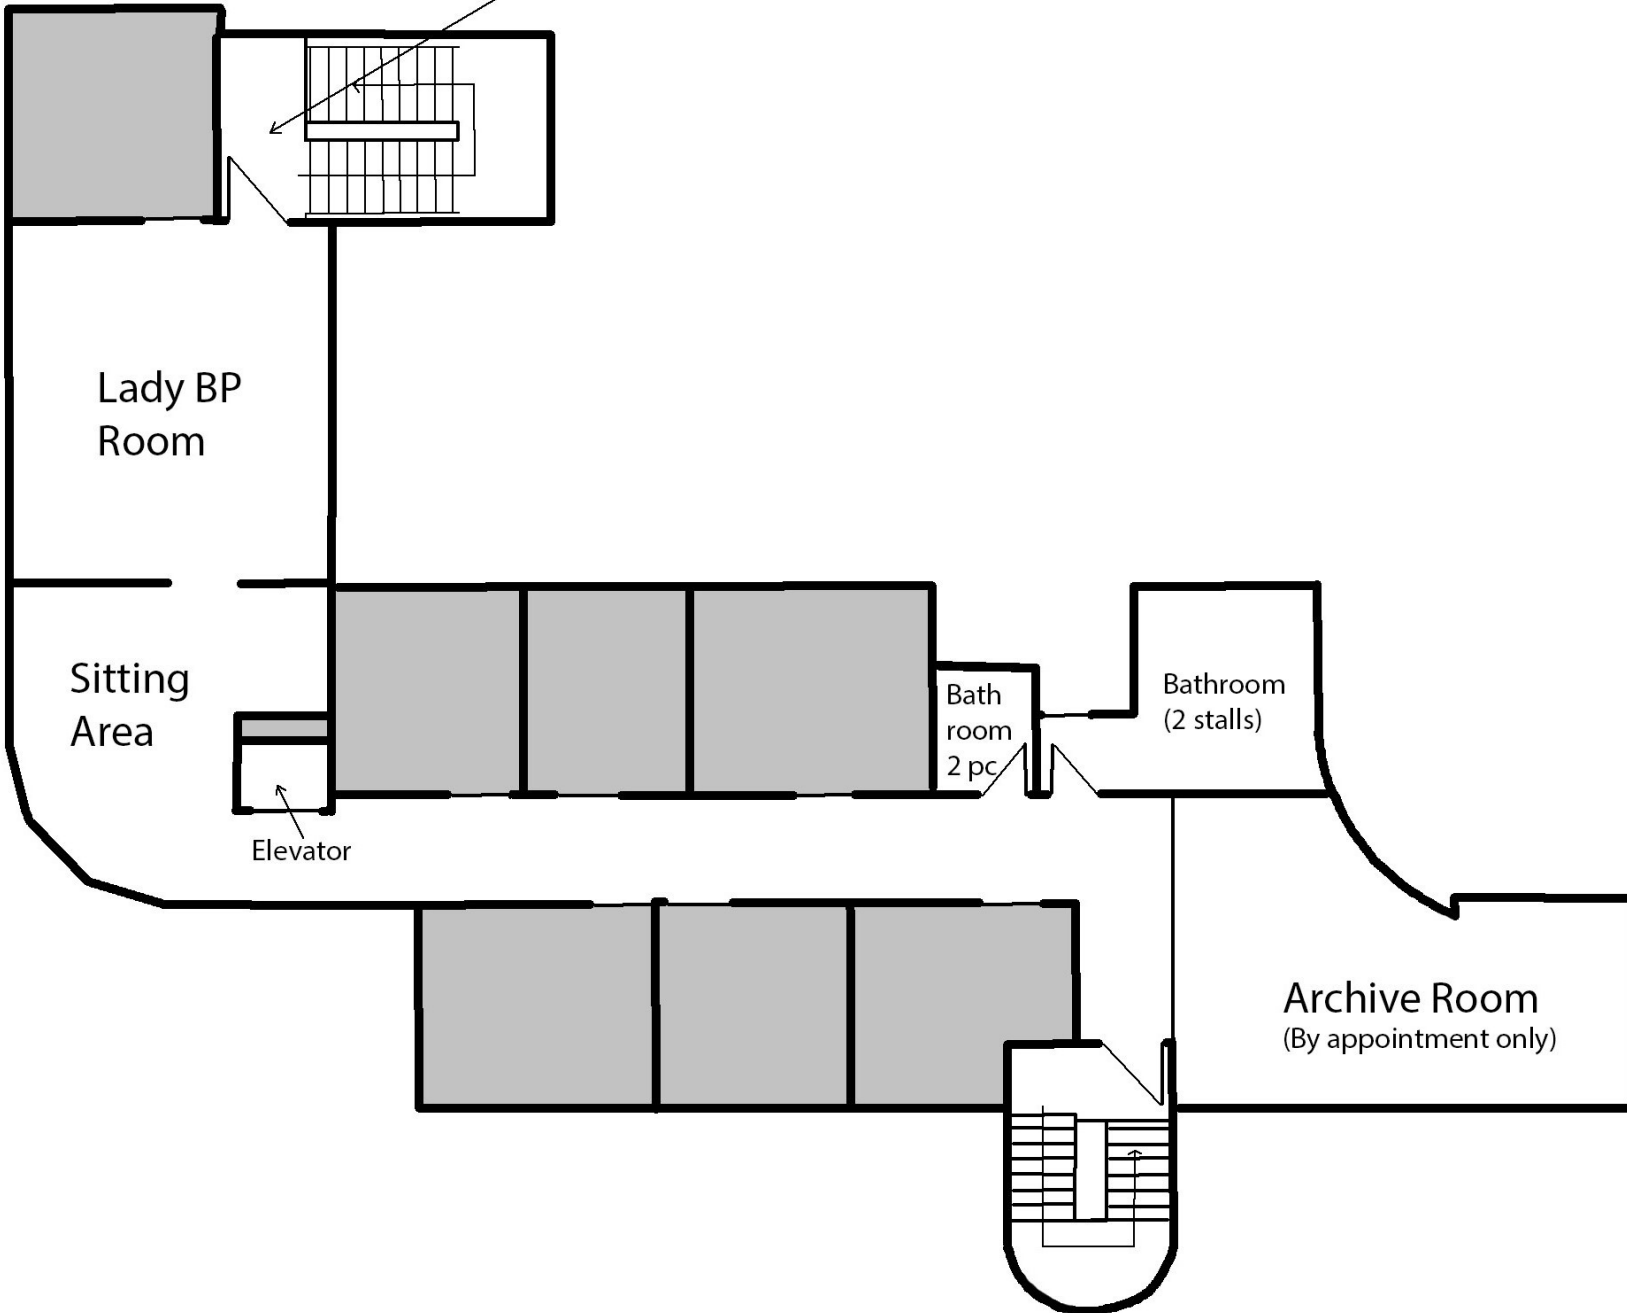 Lady BP
Room
Sitting
Area
Elevator
Bath
room
2 pc
Bathroom
(2 stalls)
Archive Room
(By appointment only)